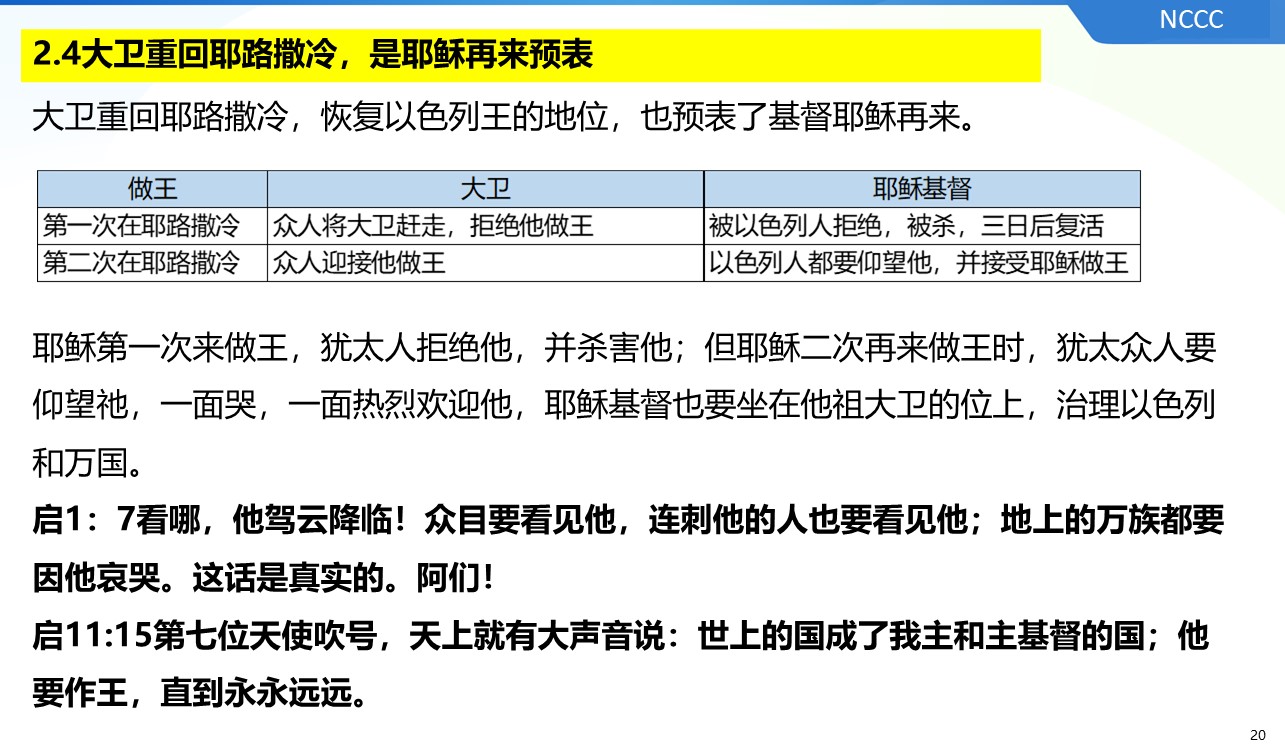 NCCC
2.4大卫重回耶路撒冷，是耶稣再来预表
大卫重回耶路撒冷，恢复以色列王的地位，也预表了基督耶稣再来。
做王 大卫 耶稣基督
第一次在耶路撒冷 众人将大卫赶走，拒绝他做王 被以色列人拒绝，被杀，三日后复活
第二次在耶路撒冷 众人迎接他做王 以色列人都要仰望他，并接受耶稣做王
耶稣第一次来做王，犹太人拒绝他，并杀害他；但耶稣二次再来做王时，犹太众人要
仰望祂，一面哭，一面热烈欢迎他，耶稣基督也要坐在他祖大卫的位上，治理以色列
和万国。
启1：7看哪，他驾云降临！众目要看见他，连刺他的人也要看见他；地上的万族都要
因他哀哭。这话是真实的。阿们！
启11:15第七位天使吹号，天上就有大声音说：世上的国成了我主和主基督的国；他
要作王，直到永永远远。
20